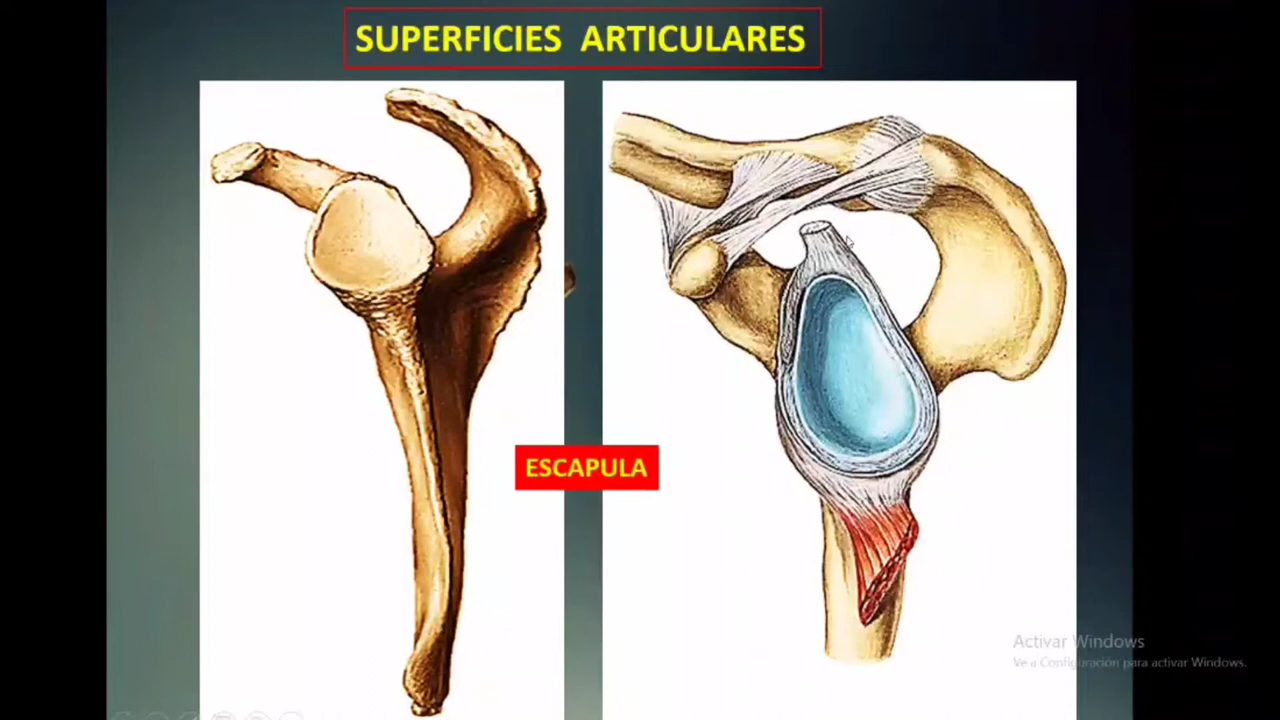 SUPERFICIES ARTICULARES
ESCAPULA
Activar Windows
Ve a Configuración para activar Windows.